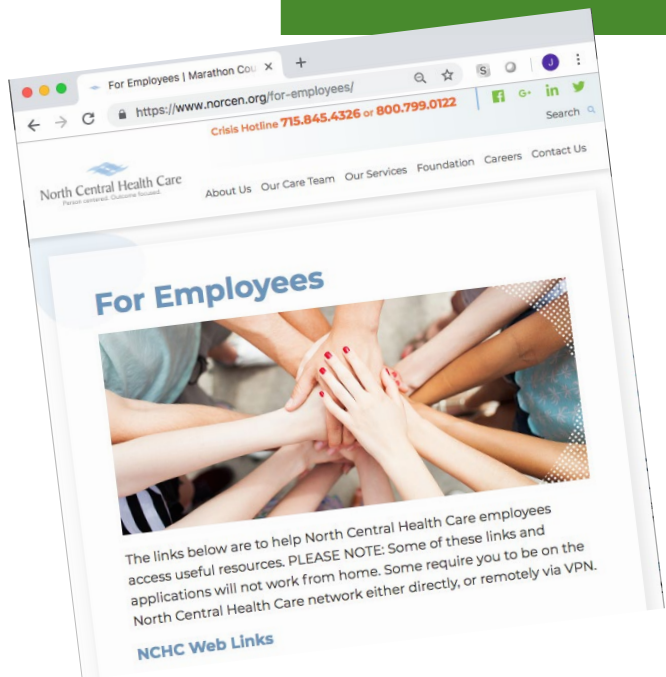 For Employees | Marathon Cou
https://www.norcen.org/for-employees/
Crisis Hotline 715.845.4326 or 800.799.0122
Search
North Central Health Care
Person centered. Outcome focused.
About Us Our Care Team Our Services Foundation Careers Contact Us
For Employees
The links below are to help North Central Health Care employees
access useful resources. PLEASE NOTE: Some of these links and
applications will not work from home. Some require you to be on the
North Central Health Care network either directly, or remotely via VPN.
NCHC Web Links